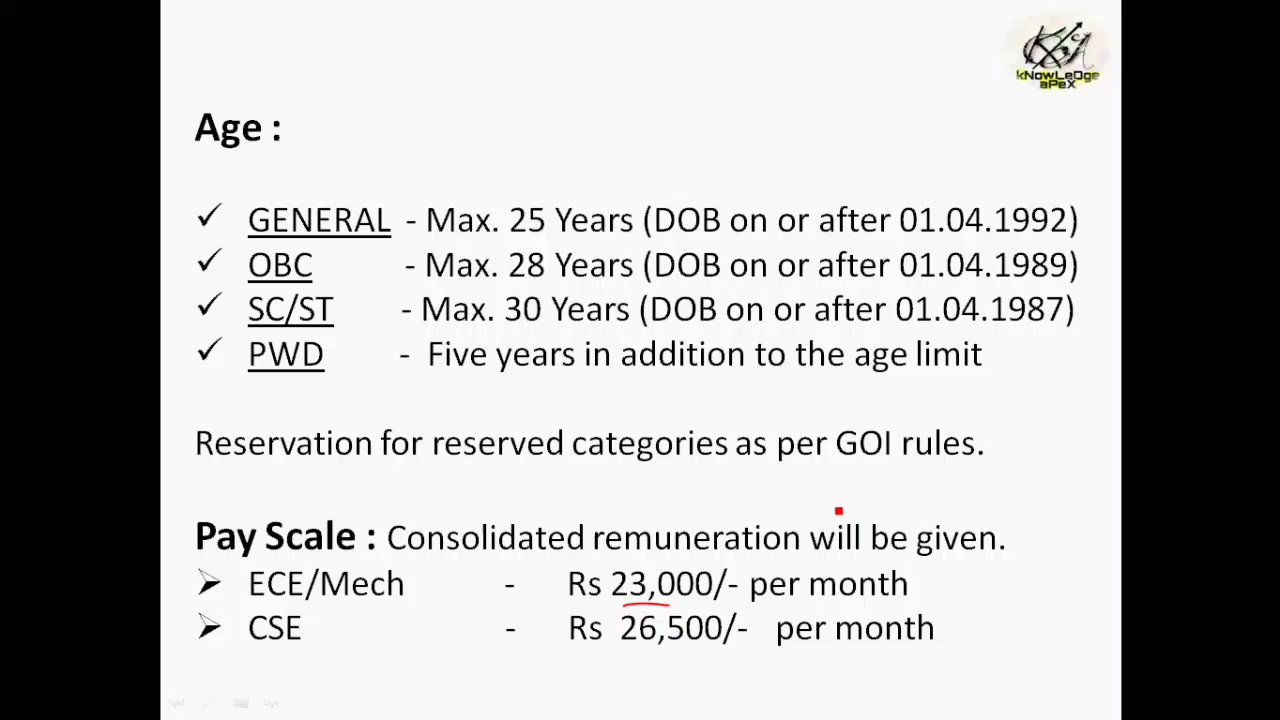 kNowLeDge
aPeX
Age :
GENERAL - Max. 25 Years (DOB on or after 01.04.1992)
OBC - Max. 28 Years (DOB on or after 01.04.1989)
SC/ST - Max. 30 Years (DOB on or after 01.04.1987)
PWD - Five years in addition to the age limit
Reservation for reserved categories as per GOI rules.
Pay Scale : Consolidated remuneration will be given.
ECE/Mech - Rs 23,000/- per month
CSE - Rs 26,500/- per month